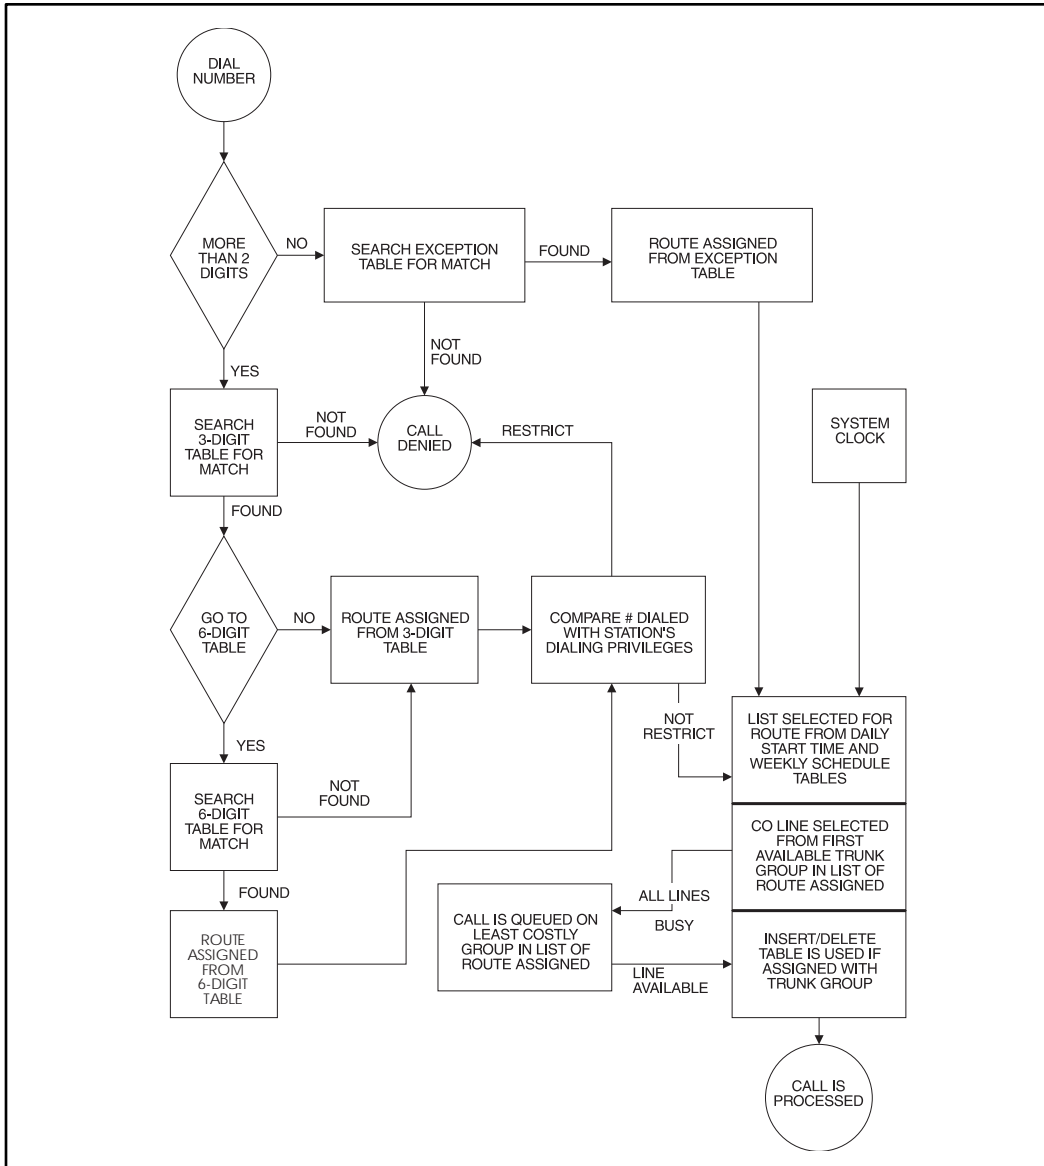 DIAL
NUMBER
MORE
THAN 2
DIGITS
NO
SEARCH EXCEPTION
TABLE FOR MATCH
FOUND
ROUTE ASSIGNED
FROM EXCEPTION
TABLE
NOT
FOUND
YES
SEARCH
3-DIGIT
TABLE FOR
MATCH
NOT
FOUND
CALL
DENIED
RESTRICT
SYSTEM
CLOCK
FOUND
GO TO
6-DIGIT
TABLE
NO
ROUTE ASSIGNED
FROM 3-DIGIT
TABLE
COMPARE # DIALED
WITH STATION'S
DIALING PRIVILEGES
NOT
RESTRICT
LIST SELECTED FOR
ROUTE FROM DAILY
START TIME AND
WEEKLY SCHEDULE
TABLES
YES
SEARCH
6-DIGIT
TABLE FOR
MATCH
NOT
FOUND
CO LINE SELECTED
FROM FIRST
AVAILABLE TRUNK
GROUP IN LIST OF
ROUTE ASSIGNED
FOUND
ALL LINES
BUSY
ROUTE
ASSIGNED
FROM
6-DIGIT
TABLE
CALL IS QUEUED ON
LEAST COSTLY
GROUP IN LIST OF
ROUTE ASSIGNED
LINE
AVAILABLE
INSERT/DELETE
TABLE IS USED IF
ASSIGNED WITH
TRUNK GROUP
CALL IS
PROCESSED